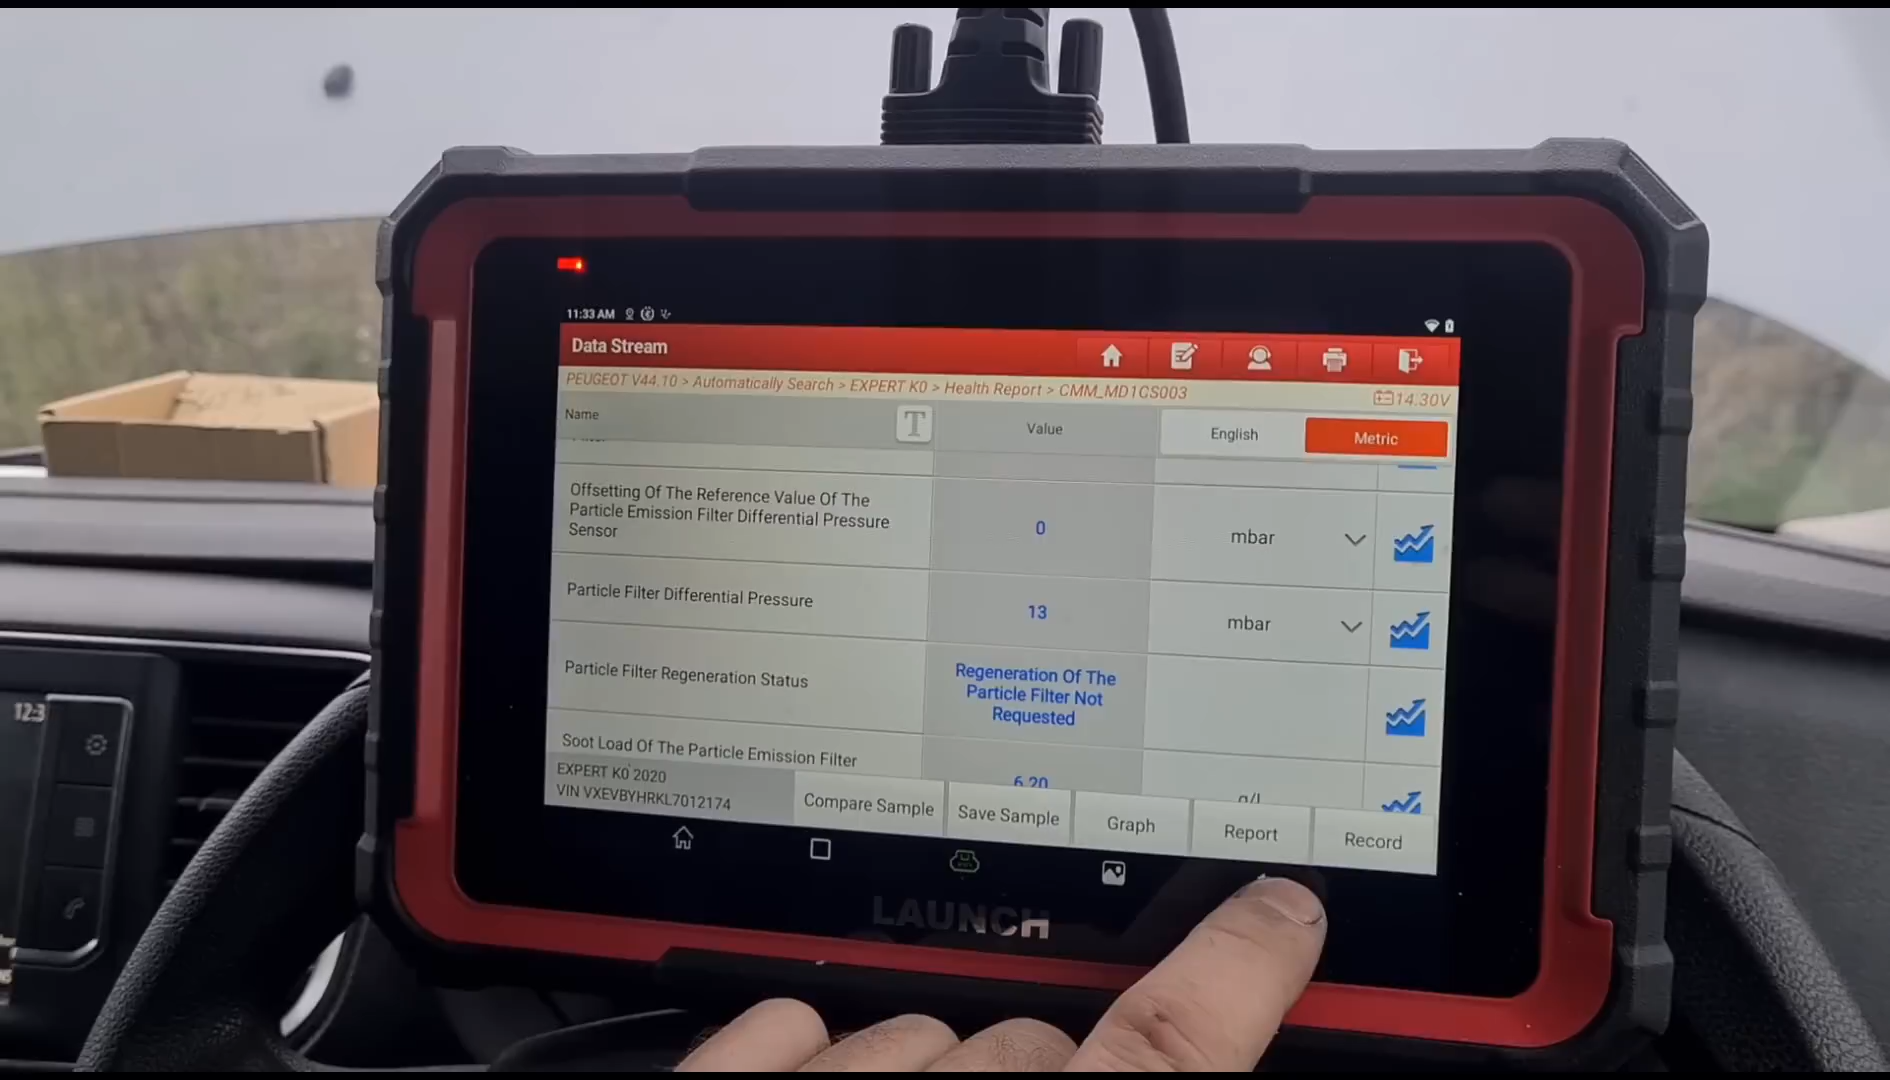 11:33 AM
Data Stream
PEUGEOT V44.10 > Automatically Search > EXPERT K0 > Health Report > CMM_MD1CS003
14.30V
Name
T
Value
English
Metric
Offsetting Of The Reference Value Of The
Particle Emission Filter Differential Pressure
Sensor
0
mbar
Particle Filter Differential Pressure
13
mbar
Particle Filter Regeneration Status
Regeneration Of The
Particle Filter Not
Requested
Soot Load Of The Particle Emission Filter
6.20
g/l
EXPERT K0 2020
VIN VXEVBYHRKL7012174
Compare Sample
Save Sample
Graph
Report
Record
LAUNCH
12:3